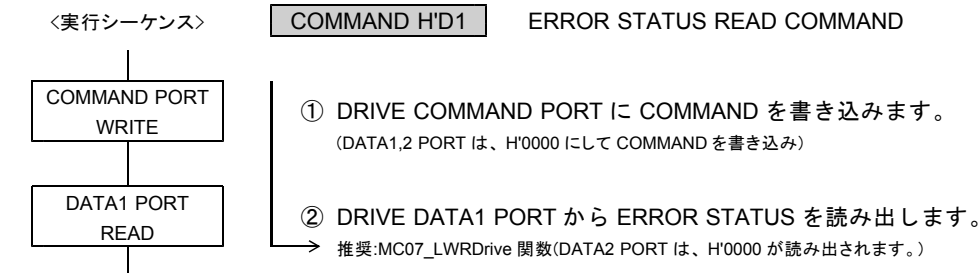 <実行シーケンス>
COMMAND H'D1
ERROR STATUS READ COMMAND
COMMAND PORT
WRITE
① DRIVE COMMAND PORT に COMMAND を書き込みます。
(DATA1,2 PORT は、H'0000 にして COMMAND を書き込み)
DATA1 PORT
READ
② DRIVE DATA1 PORT から ERROR STATUS を読み出します。
推奨:MC07_LWRDrive 関数(DATA2 PORT は、H'0000 が読み出されます。)